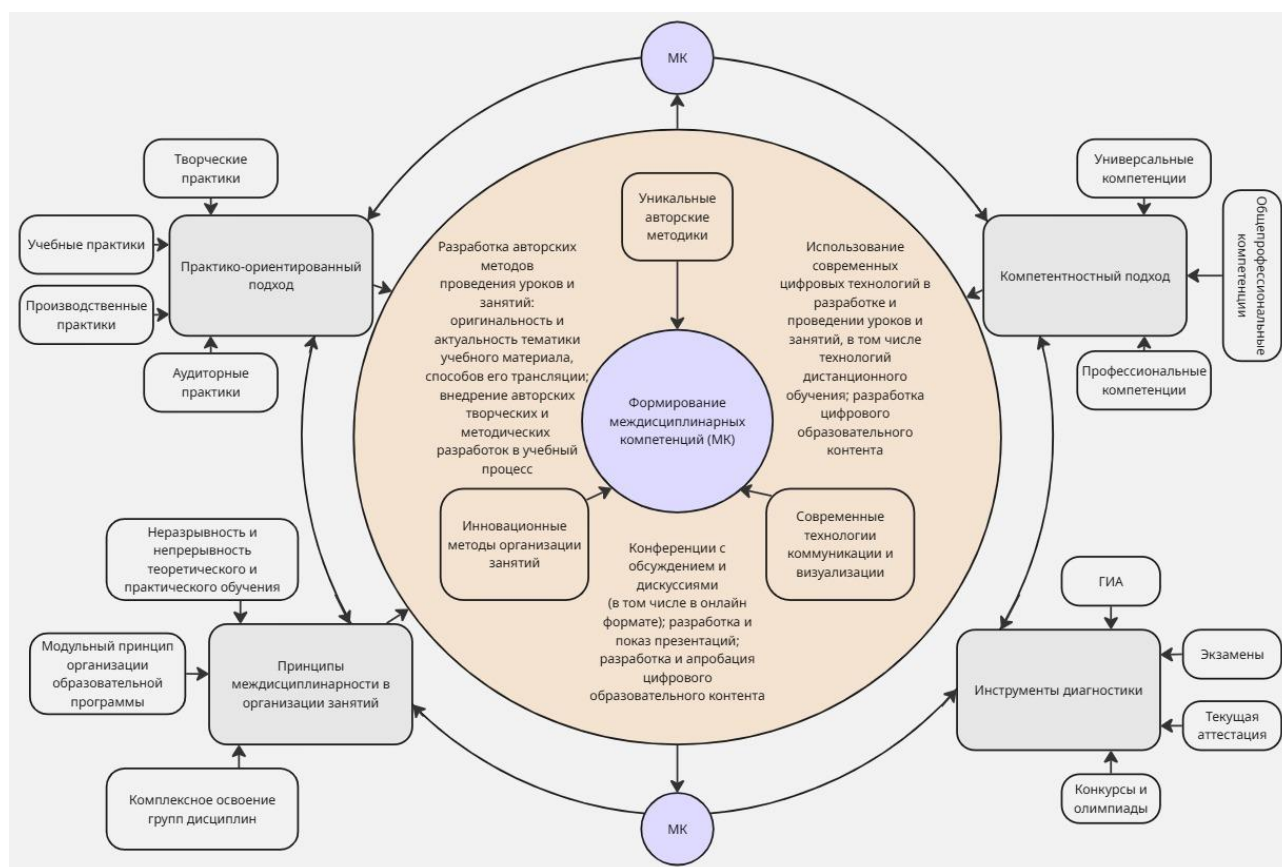 МК
Творческие
практики
Учебные практики
Производственные
практики
Практико-ориентированный
подход
Аудиторные
практики
Универсальные
компетенции
Общепрофессиональные
компетенции
Компетентностный подход
Профессиональные
компетенции
Уникальные
авторские
методики
Разработка авторских
методов
проведения уроков и
занятий:
оригинальность и
актуальность тематики
учебного материала,
способов его трансляции;
внедрение авторских
творческих и
методических
разработок в учебный
процесс
Использование
современных
цифровых технологий в
разработке и
проведении уроков и
занятий, в том числе
технологий
дистанционного
обучения; разработка
цифрового
образовательного
контента
Формирование
междисциплинарных
компетенций (МК)
Инновационные
методы организации
занятий
Современные
технологии
коммуникации и
визуализации
Конференции с
обсуждением и
дискуссиями
(в том числе в онлайн
формате); разработка и
показ презентаций;
разработка и апробация
цифрового
образовательного контента
Неразрывность и
непрерывность
теоретического и
практического обучения
Модульный принцип
организации
образовательной
программы
Принципы
междисциплинарности в
организации занятий
Комплексное освоение
групп дисциплин
ГИА
Экзамены
Инструменты диагностики
Текущая
аттестация
Конкурсы и
олимпиады
МК